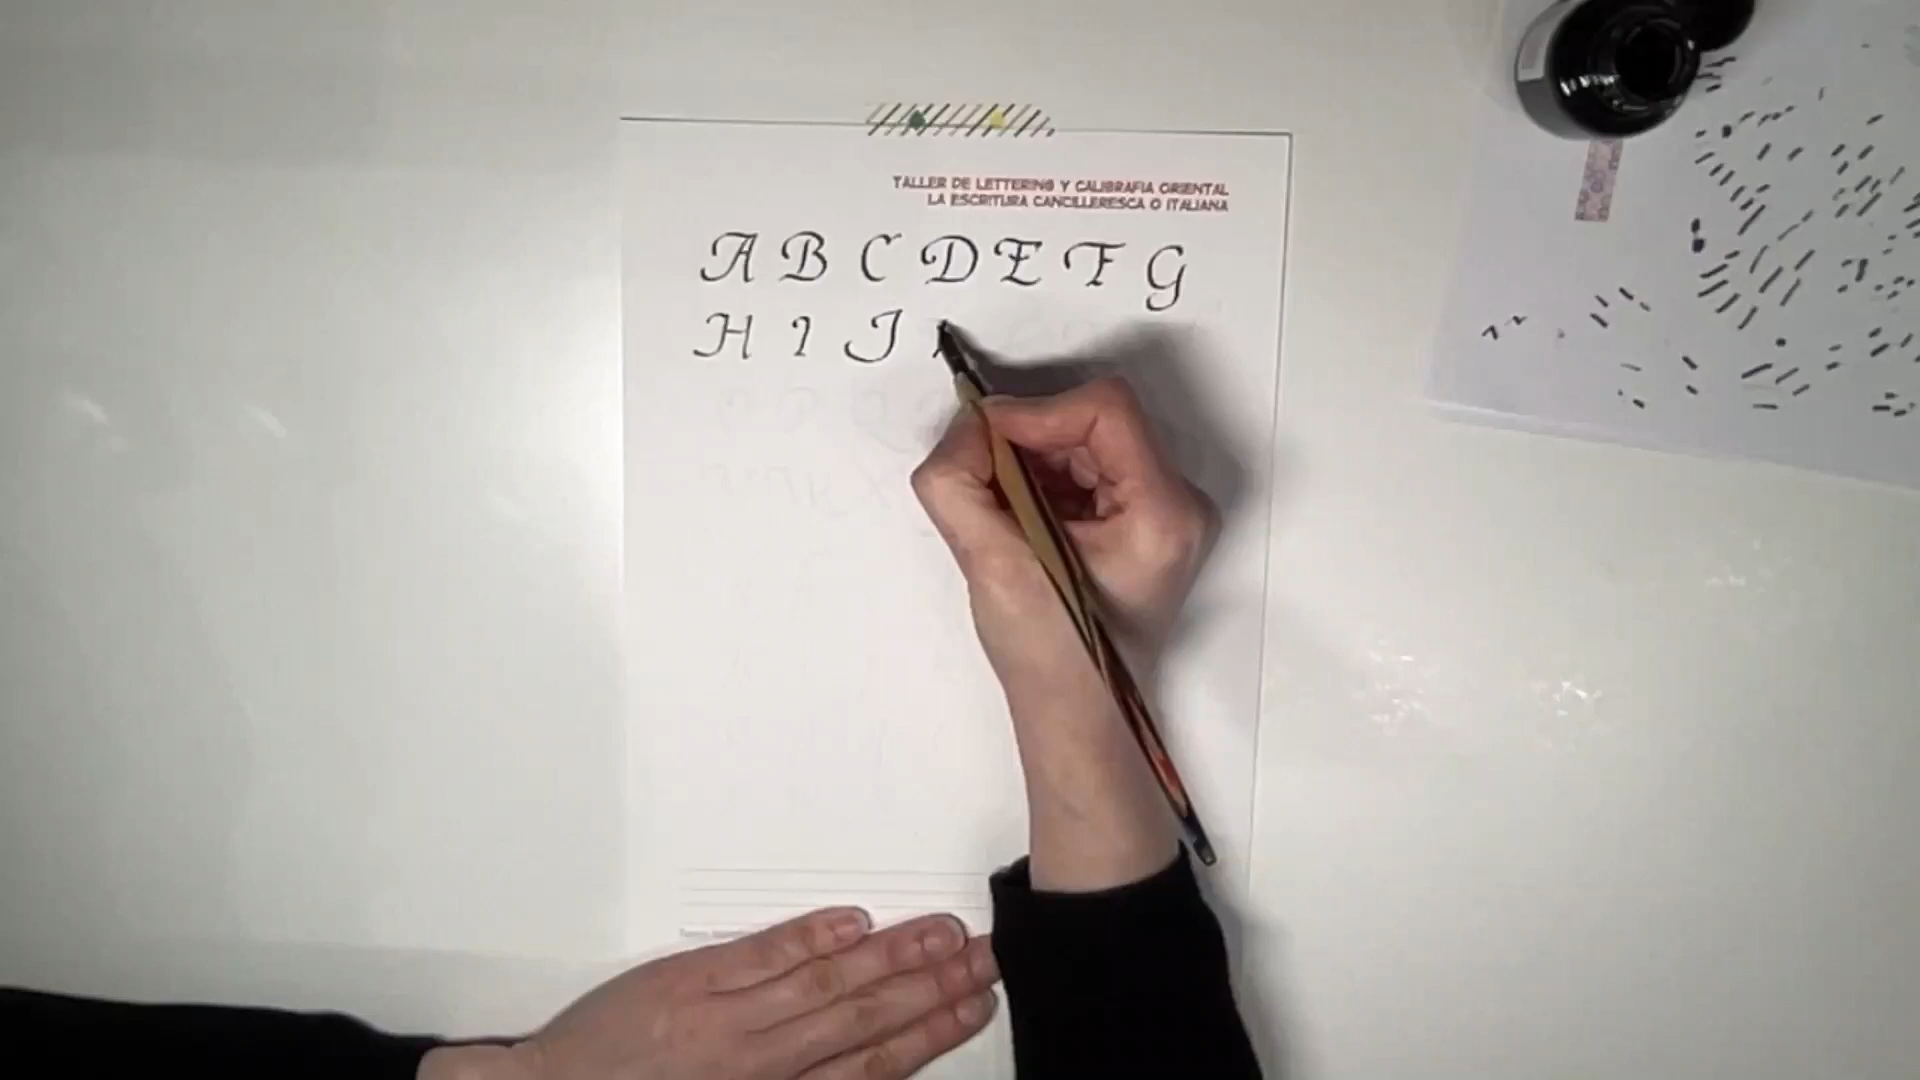 TALLER DE LETTERING Y CALIGRAFIA ORIENTAL
LA ESCRITURA CANCILLERESCA O ITALIANA
A B C D E F G
H I J